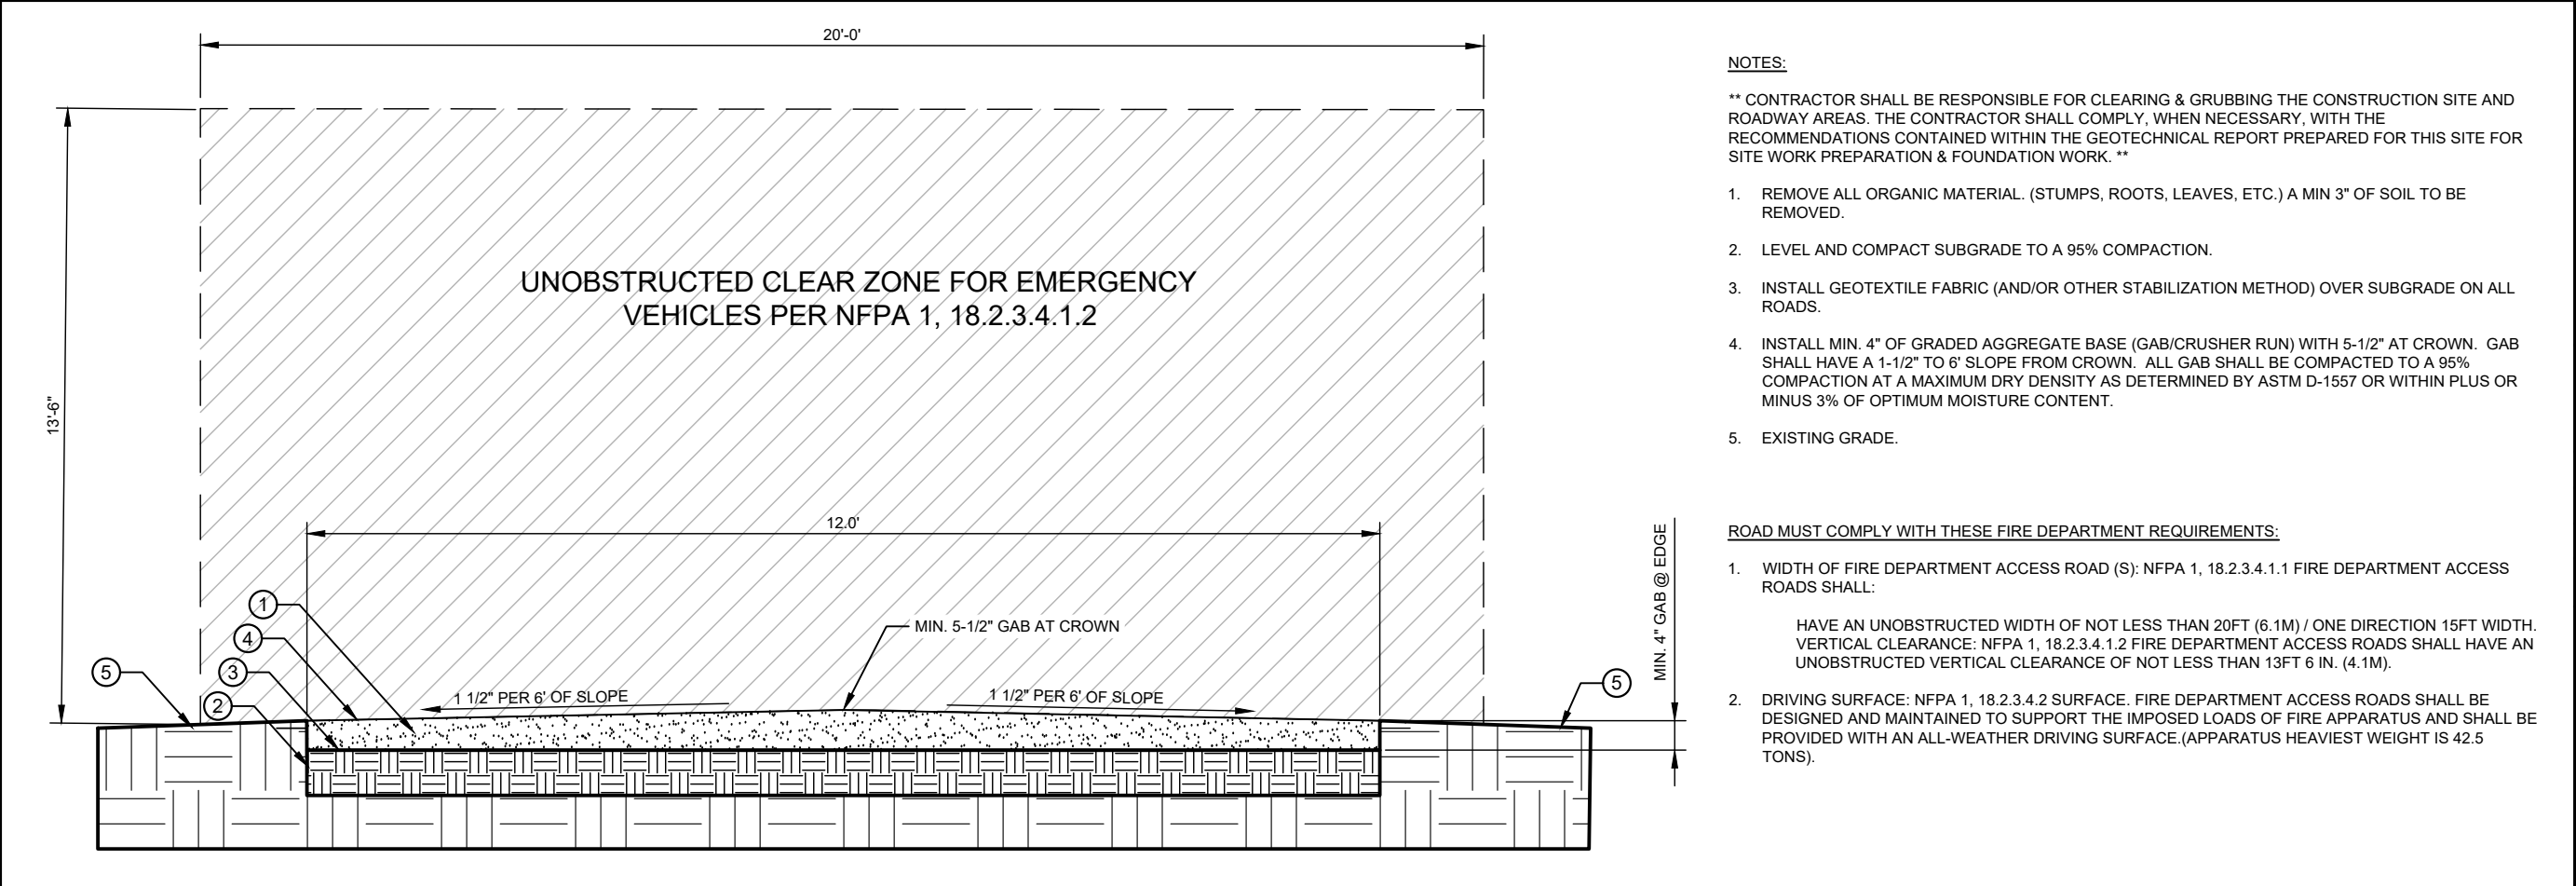 20'-0'
13'-6"
UNOBSTRUCTED CLEAR ZONE FOR EMERGENCY
VEHICLES PER NFPA 1, 18.2.3.4.1.2
12.0'
1
4
3
2
5
MIN. 5-1/2" GAB AT CROWN
1 1/2" PER 6' OF SLOPE
1 1/2" PER 6' OF SLOPE
5
MIN. 4" GAB @ EDGE
NOTES:
** CONTRACTOR SHALL BE RESPONSIBLE FOR CLEARING & GRUBBING THE CONSTRUCTION SITE AND
ROADWAY AREAS. THE CONTRACTOR SHALL COMPLY, WHEN NECESSARY, WITH THE
RECOMMENDATIONS CONTAINED WITHIN THE GEOTECHNICAL REPORT PREPARED FOR THIS SITE FOR
SITE WORK PREPARATION & FOUNDATION WORK. **
1. REMOVE ALL ORGANIC MATERIAL. (STUMPS, ROOTS, LEAVES, ETC.) A MIN 3" OF SOIL TO BE
REMOVED.
2. LEVEL AND COMPACT SUBGRADE TO A 95% COMPACTION.
3. INSTALL GEOTEXTILE FABRIC (AND/OR OTHER STABILIZATION METHOD) OVER SUBGRADE ON ALL
ROADS.
4. INSTALL MIN. 4" OF GRADED AGGREGATE BASE (GAB/CRUSHER RUN) WITH 5-1/2" AT CROWN. GAB
SHALL HAVE A 1-1/2" TO 6' SLOPE FROM CROWN. ALL GAB SHALL BE COMPACTED TO A 95%
COMPACTION AT A MAXIMUM DRY DENSITY AS DETERMINED BY ASTM D-1557 OR WITHIN PLUS OR
MINUS 3% OF OPTIMUM MOISTURE CONTENT.
5. EXISTING GRADE.
ROAD MUST COMPLY WITH THESE FIRE DEPARTMENT REQUIREMENTS:
1. WIDTH OF FIRE DEPARTMENT ACCESS ROAD (S): NFPA 1, 18.2.3.4.1.1 FIRE DEPARTMENT ACCESS
ROADS SHALL:
HAVE AN UNOBSTRUCTED WIDTH OF NOT LESS THAN 20FT (6.1M) / ONE DIRECTION 15FT WIDTH.
VERTICAL CLEARANCE: NFPA 1, 18.2.3.4.1.2 FIRE DEPARTMENT ACCESS ROADS SHALL HAVE AN
UNOBSTRUCTED VERTICAL CLEARANCE OF NOT LESS THAN 13FT 6 IN. (4.1M).
2. DRIVING SURFACE: NFPA 1, 18.2.3.4.2 SURFACE. FIRE DEPARTMENT ACCESS ROADS SHALL BE
DESIGNED AND MAINTAINED TO SUPPORT THE IMPOSED LOADS OF FIRE APPARATUS AND SHALL BE
PROVIDED WITH AN ALL-WEATHER DRIVING SURFACE.(APPARATUS HEAVIEST WEIGHT IS 42.5
TONS).